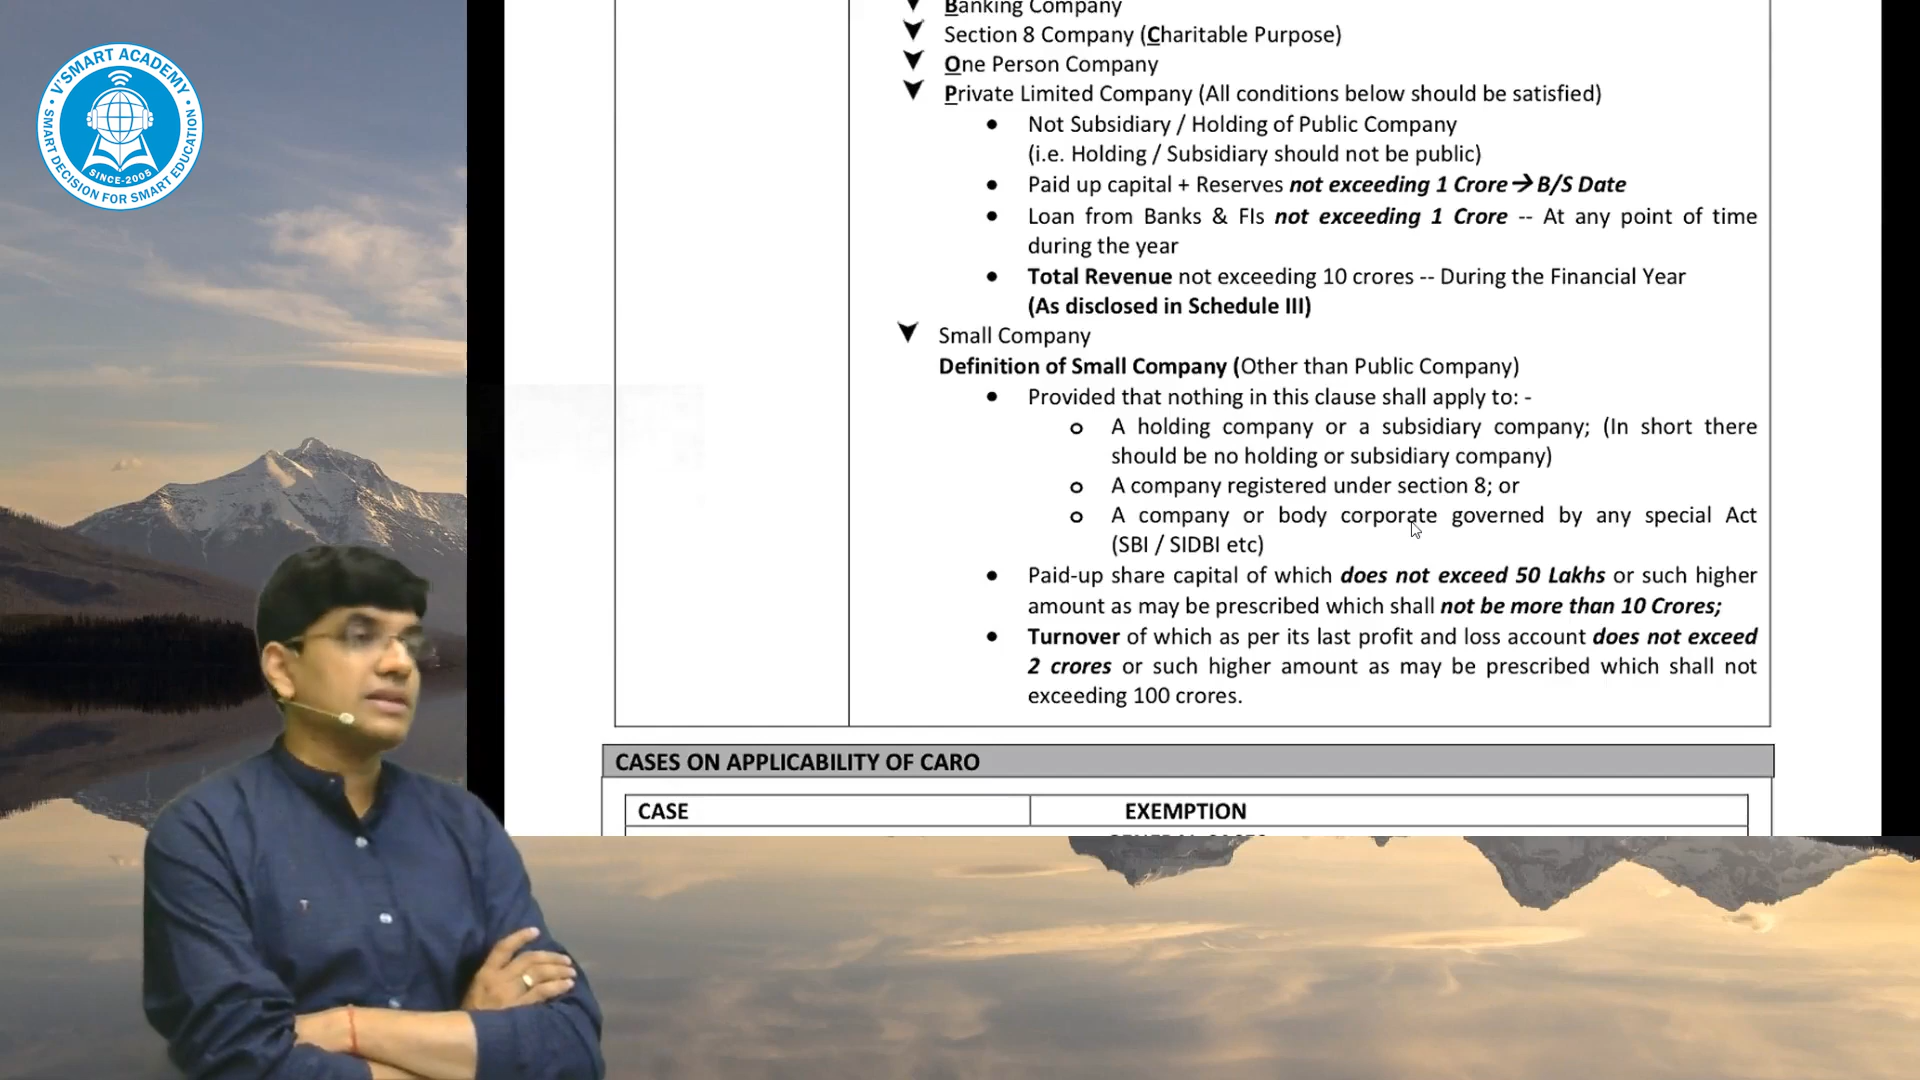 V'SMART ACADEMY
SMART DECISION FOR SMART EDUCATION
SINCE-2005
Banking Company
Section 8 Company (Charitable Purpose)
One Person Company
Private Limited Company (All conditions below should be satisfied)
Not Subsidiary / Holding of Public Company
(i.e. Holding / Subsidiary should not be public)
Paid up capital + Reserves not exceeding 1 Crore→ B/S Date
Loan from Banks & FIs not exceeding 1 Crore -- At any point of time
during the year
Total Revenue not exceeding 10 crores -- During the Financial Year
(As disclosed in Schedule III)
Small Company
Definition of Small Company (Other than Public Company)
Provided that nothing in this clause shall apply to: -
A holding company or a subsidiary company; (In short there
should be no holding or subsidiary company)
A company registered under section 8; or
A company or body corporate governed by any special Act
(SBI / SIDBI etc)
Paid-up share capital of which does not exceed 50 Lakhs or such higher
amount as may be prescribed which shall not be more than 10 Crores;
Turnover of which as per its last profit and loss account does not exceed
2 crores or such higher amount as may be prescribed which shall not
exceeding 100 crores.
CASES ON APPLICABILITY OF CARO
CASE EXEMPTION